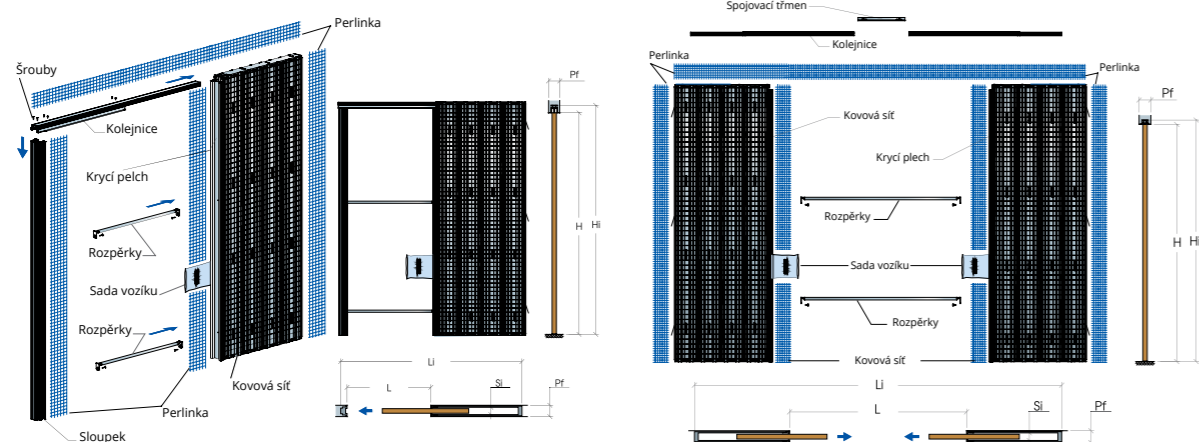 Perlinka
Šrouby
Kolejnice
Krycí pelch
Rozpěrky
Sada vozíku
Rozpěrky
Kovová síť
Perlinka
Sloupek
Pf
H
Hi
Li
L
Si
Pf
Spojovací třmen
Kolejnice
Perlinka
Perlinka
Pf
Kovová síť
Krycí plech
Rozpěrky
Sada vozíku
Rozpěrky
Kovová síť
H
Hi
Li
L
Si
Pf